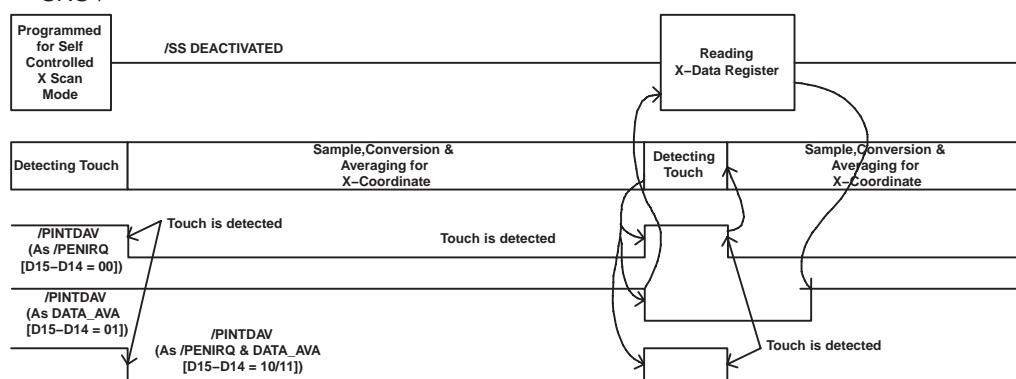 Programmed
for Self
Controlled
X Scan
Mode
/SS DEACTIVATED
Reading
X−Data Register
Detecting Touch
Sample,Conversion &
Averaging for
X−Coordinate
Detecting
Touch
Sample,Conversion &
Averaging for
X−Coordinate
Touch is detected
/PINTDAV
(As /PENIRQ
[D15−D14 = 00])
Touch is detected
/PINTDAV
(As DATA_AVA
[D15−D14 = 01])
/PINTDAV
(As /PENIRQ & DATA_AVA
[D15−D14 = 10/11])
Touch is detected